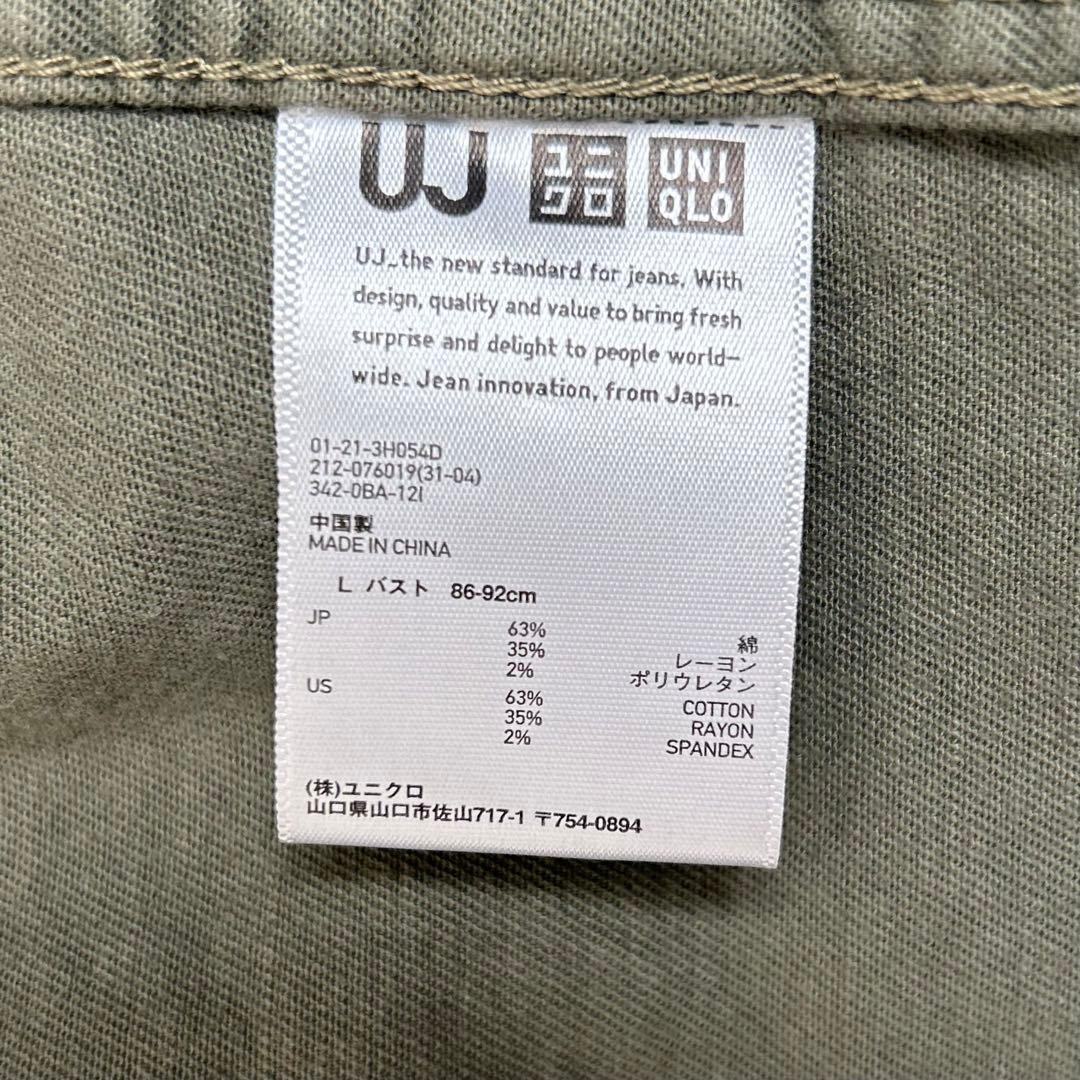 UJ
ユニ
クロ
UNI
QLO
UJ_the new standard for jeans. With
design, quality and value to bring fresh
surprise and delight to people world–
wide. Jean innovation, from Japan.
01-21-3H054D
212-076019(31-04)
342-0BA-12I
中国製
MADE IN CHINA
L バスト 86-92cm
JP
63% 綿
35% レーヨン
2% ポリウレタン
US
63% COTTON
35% RAYON
2% SPANDEX
(株)ユニクロ
山口県山口市佐山717-1 〒754-0894